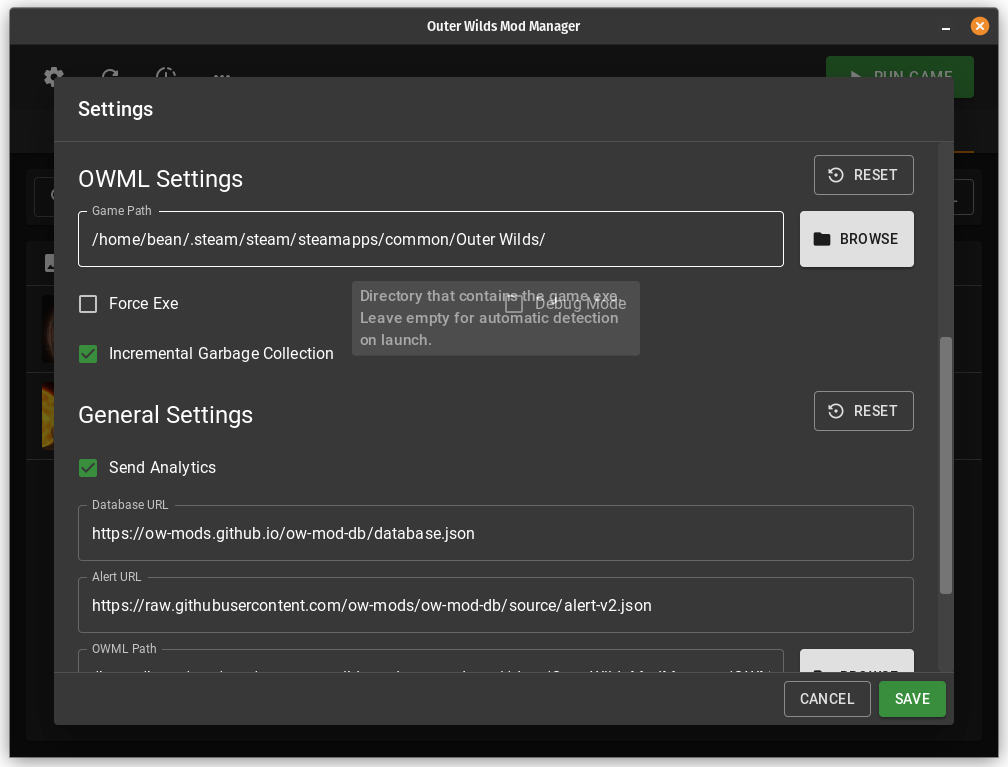 Outer Wilds Mod Manager
RUN GAME
Settings
OWML Settings
RESET
Game Path
/home/bean/.steam/steam/steamapps/common/Outer Wilds/
BROWSE
Force Exe
Debug Mode
Directory that contains the game exe.
Leave empty for automatic detection
on launch.
Incremental Garbage Collection
General Settings
RESET
Send Analytics
Database URL
https://ow-mods.github.io/ow-mod-db/database.json
Alert URL
https://raw.githubusercontent.com/ow-mods/ow-mod-db/source/alert-v2.json
OWML Path
BROWSE
CANCEL
SAVE